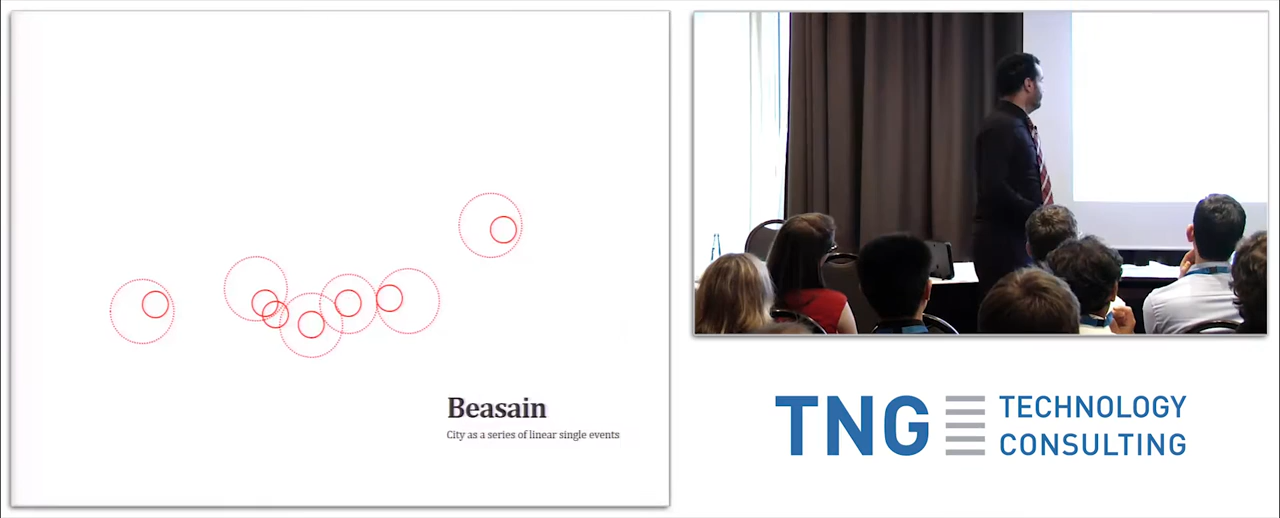 Beasain
City as a series of linear single events
TNG TECHNOLOGY
CONSULTING